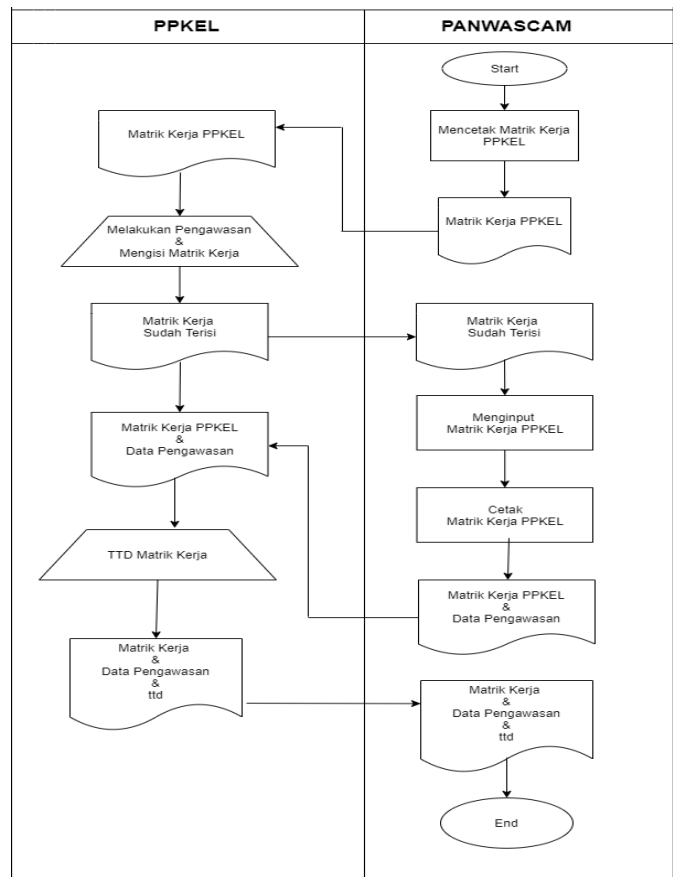 PPKEL
PANWASCAM
Start
Mencetak Matrik Kerja
PPKEL
Matrik Kerja PPKEL
Matrik Kerja PPKEL
Melakukan Pengawasan
&
Mengisi Matrik Kerja
Matrik Kerja
Sudah Terisi
Matrik Kerja
Sudah Terisi
Menginput
Matrik Kerja PPKEL
Cetak
Matrik Kerja PPKEL
Matrik Kerja PPKEL
&
Data Pengawasan
Matrik Kerja PPKEL
&
Data Pengawasan
TTD Matrik Kerja
Matrik Kerja
&
Data Pengawasan
&
ttd
Matrik Kerja
&
Data Pengawasan
&
ttd
End